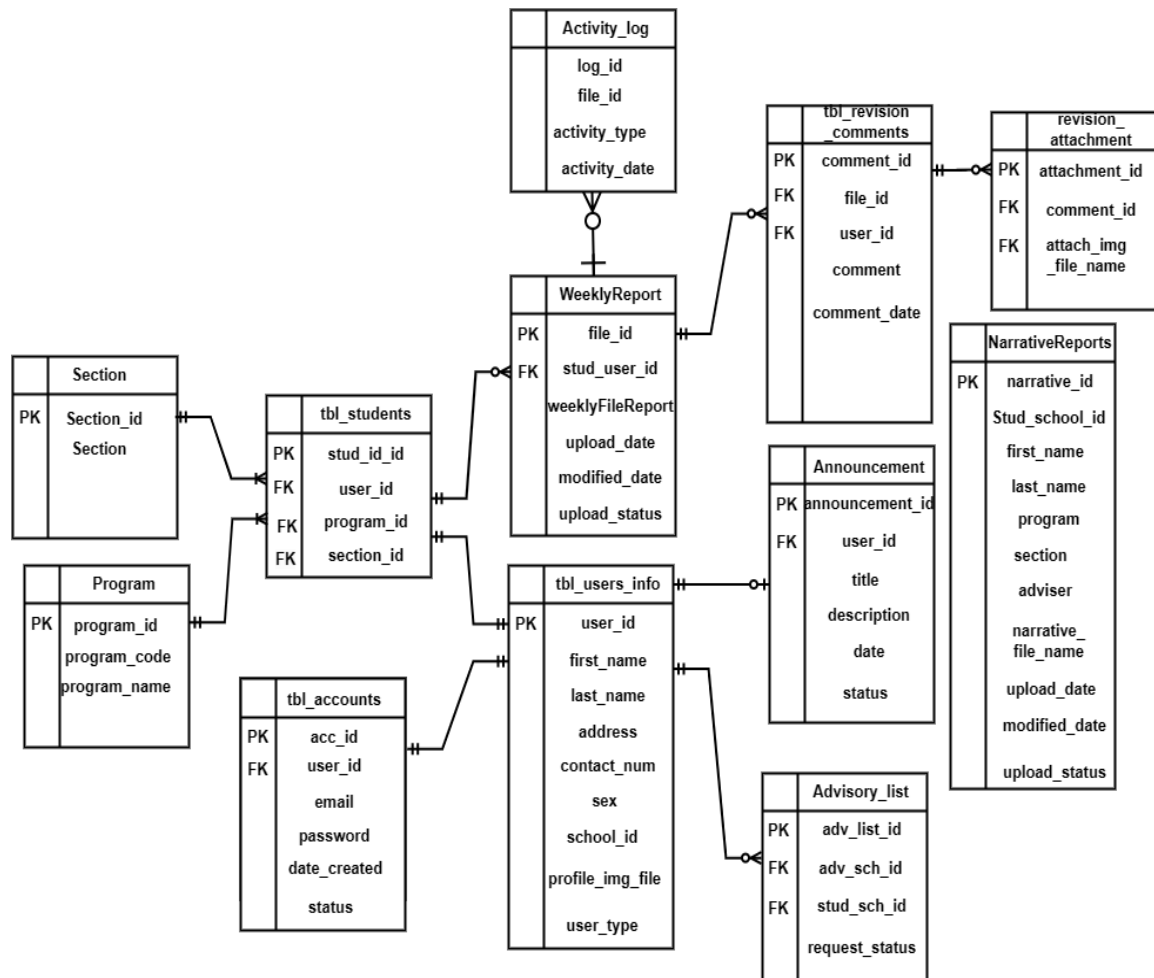 Activity_log
log_id
file_id
activity_type
activity_date
tbl_revision
_comments
PK comment_id
FK file_id
FK user_id
comment
comment_date
revision_
attachment
PK attachment_id
FK comment_id
FK attach_img
_file_name
WeeklyReport
PK file_id
FK stud_user_id
weeklyFileReport
upload_date
modified_date
upload_status
NarrativeReports
PK narrative_id
Stud_school_id
first_name
last_name
program
section
adviser
narrative_
file_name
upload_date
modified_date
upload_status
Section
PK Section_id
Section
tbl_students
PK stud_id_id
FK user_id
FK program_id
FK section_id
Announcement
PK announcement_id
FK user_id
title
description
date
status
Program
PK program_id
program_code
program_name
tbl_users_info
PK user_id
first_name
last_name
address
contact_num
sex
school_id
profile_img_file
user_type
tbl_accounts
PK acc_id
FK user_id
email
password
date_created
status
Advisory_list
PK adv_list_id
FK adv_sch_id
FK stud_sch_id
request_status